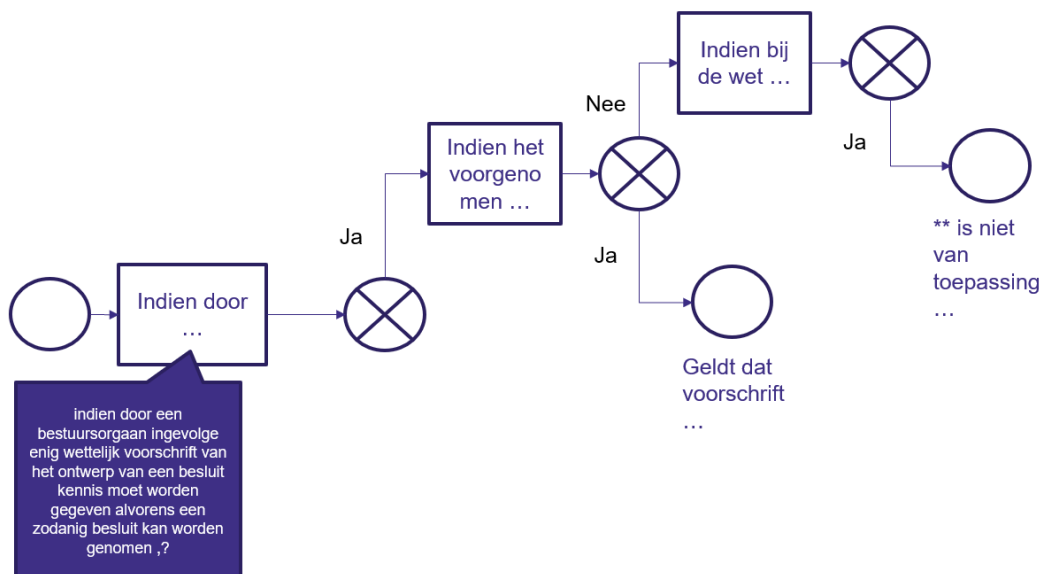 Indien bij
de wet …
Nee
Ja
Indien het
voorgeno
men …
** is niet
van
toepassing
…
Ja
Ja
Indien door
…
Geldt dat
voorschrift
…
indien door een
bestuursorgaan ingevolge
enig wettelijk voorschrift van
het ontwerp van een besluit
kennis moet worden
gegeven alvorens een
zodanig besluit kan worden
genomen ,?